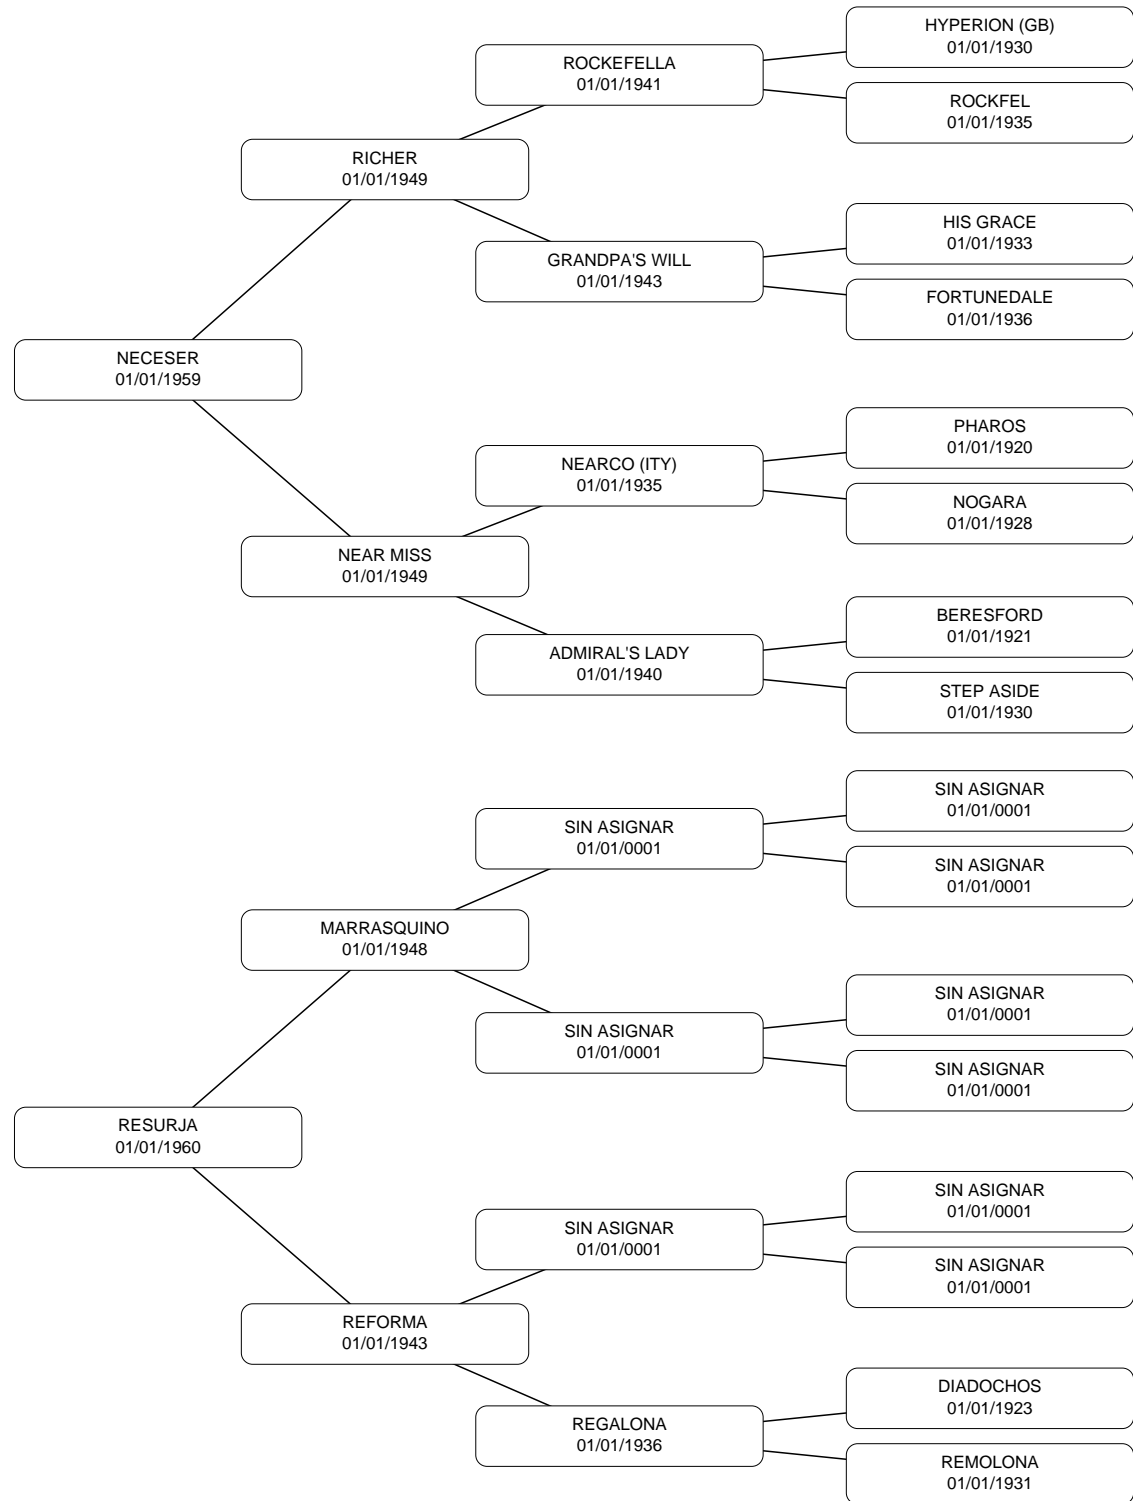 HYPERION (GB)
01/01/1930
ROCKEFELLA
01/01/1941
ROCKFEL
01/01/1935
RICHER
01/01/1949
HIS GRACE
01/01/1933
GRANDPA'S WILL
01/01/1943
FORTUNEDALE
01/01/1936
NECESER
01/01/1959
PHAROS
01/01/1920
NEARCO (ITY)
01/01/1935
NOGARA
01/01/1928
NEAR MISS
01/01/1949
BERESFORD
01/01/1921
ADMIRAL'S LADY
01/01/1940
STEP ASIDE
01/01/1930
SIN ASIGNAR
01/01/0001
SIN ASIGNAR
01/01/0001
SIN ASIGNAR
01/01/0001
MARRASQUINO
01/01/1948
SIN ASIGNAR
01/01/0001
SIN ASIGNAR
01/01/0001
SIN ASIGNAR
01/01/0001
RESURJA
01/01/1960
SIN ASIGNAR
01/01/0001
SIN ASIGNAR
01/01/0001
SIN ASIGNAR
01/01/0001
REFORMA
01/01/1943
DIADOCHOS
01/01/1923
REGALONA
01/01/1936
REMOLONA
01/01/1931